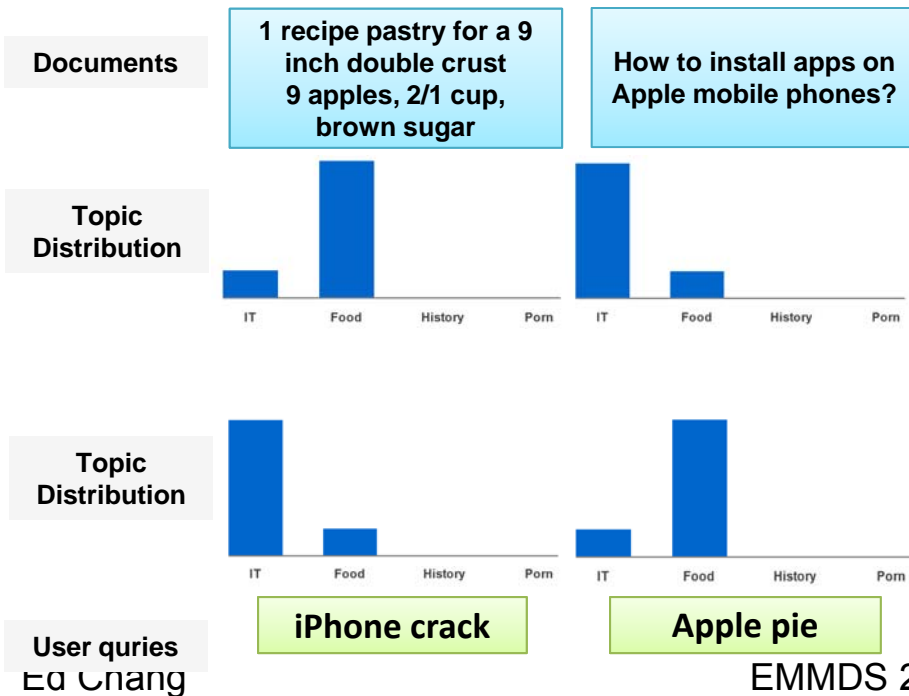 Documents
1 recipe pastry for a 9
inch double crust
9 apples, 2/1 cup,
brown sugar
How to install apps on
Apple mobile phones?
Topic
Distribution
IT Food History Porn
IT Food History Porn
Topic
Distribution
IT Food History Porn
IT Food History Porn
User quries
iPhone crack
Apple pie
Ed Chang
EMMDS 2